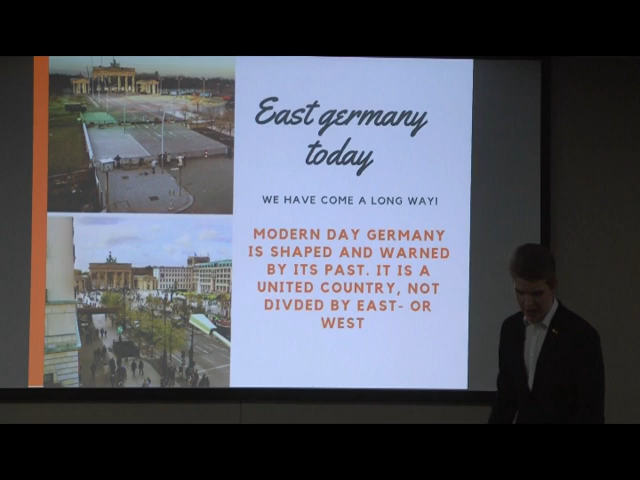 East germany
today
WE HAVE COME A LONG WAY!
MODERN DAY GERMANY
IS SHAPED AND WARNED
BY ITS PAST. IT IS A
UNITED COUNTRY, NOT
DIVDED BY EAST- OR
WEST